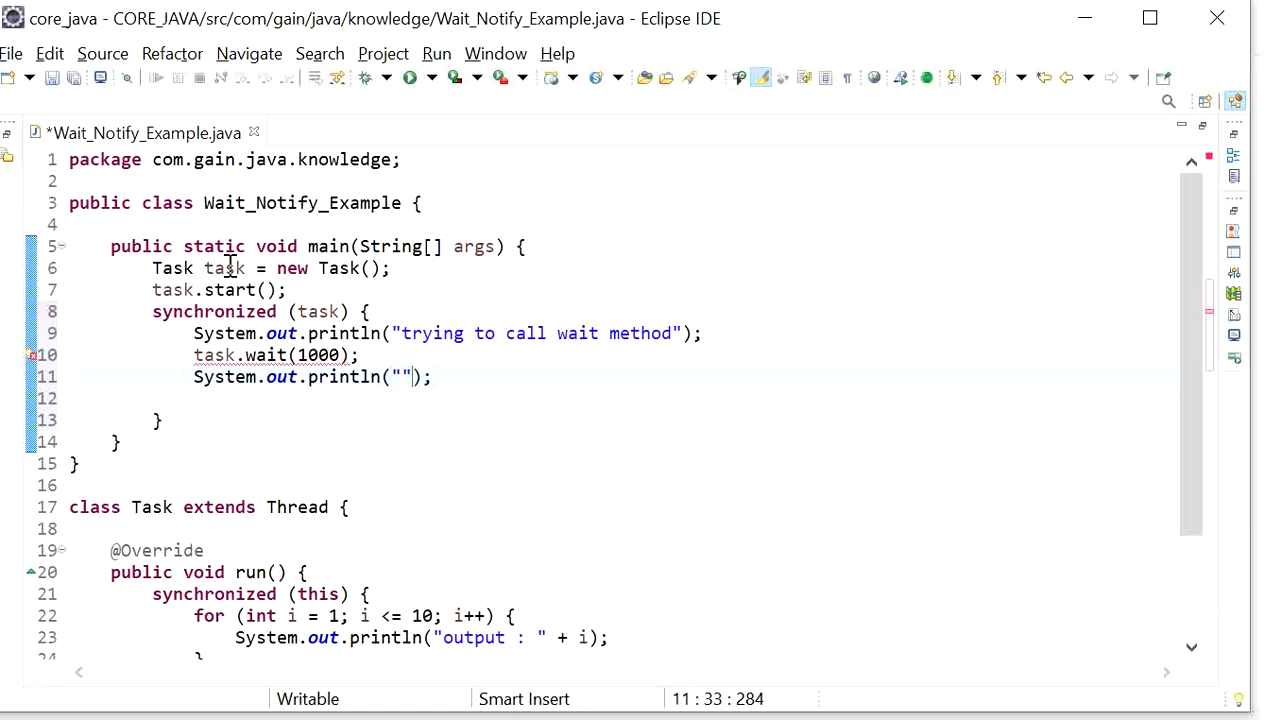 core_java - CORE_JAVA/src/com/gain/java/knowledge/Wait_Notify_Example.java - Eclipse IDE
File Edit Source Refactor Navigate Search Project Run Window Help
*Wait_Notify_Example.java
1 package com.gain.java.knowledge;
2
3 public class Wait_Notify_Example {
4
5 public static void main(String[] args) {
6 Task task = new Task();
7 task.start();
8 synchronized (task) {
9 System.out.println("trying to call wait method");
10 task.wait(1000);
11 System.out.println("");
12
13 }
14 }
15 }
16
17 class Task extends Thread {
18
19 @Override
20 public void run() {
21 synchronized (this) {
22 for (int i = 1; i <= 10; i++) {
23 System.out.println("output : " + i);
24 }
Writable Smart Insert 11 : 33 : 284